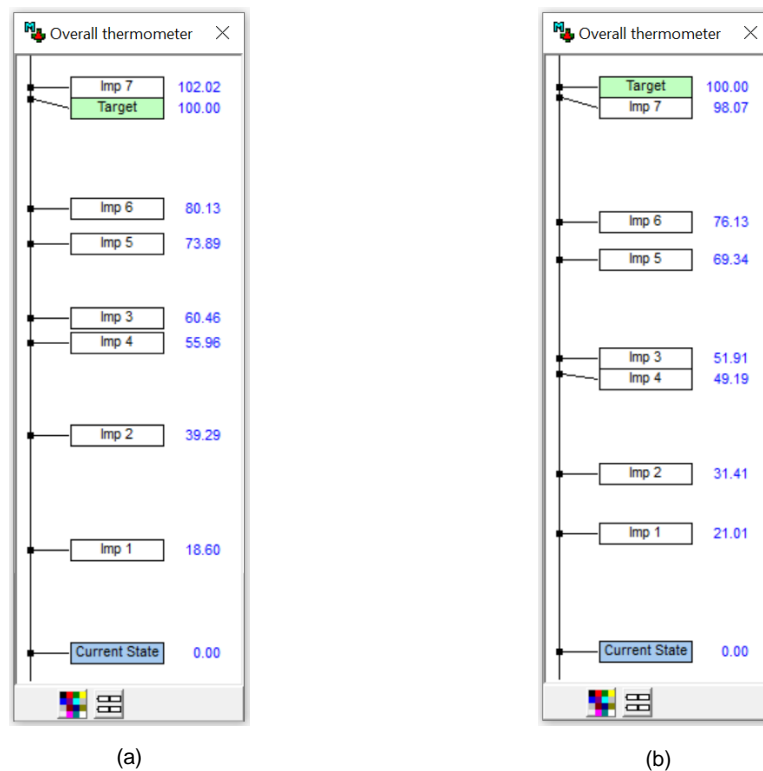 Overall thermometer
Imp 7 102.02
Target 100.00
Imp 6 80.13
Imp 5 73.89
Imp 3 60.46
Imp 4 55.96
Imp 2 39.29
Imp 1 18.60
Current State 0.00
(a)
Overall thermometer
Target 100.00
Imp 7 98.07
Imp 6 76.13
Imp 5 69.34
Imp 3 51.91
Imp 4 49.19
Imp 2 31.41
Imp 1 21.01
Current State 0.00
(b)